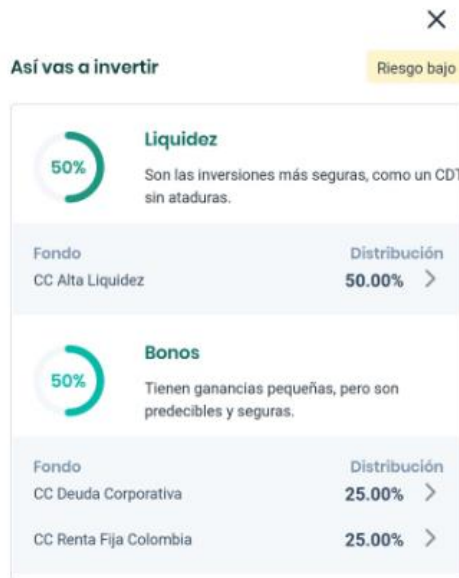 Así vas a invertir
Riesgo bajo
Liquidez
50%
Son las inversiones más seguras, como un CDT
sin ataduras.
Fondo Distribución
CC Alta Liquidez 50.00%
Bonos
50%
Tienen ganancias pequeñas, pero son
predecibles y seguras.
Fondo Distribución
CC Deuda Corporativa 25.00%
CC Renta Fija Colombia 25.00%